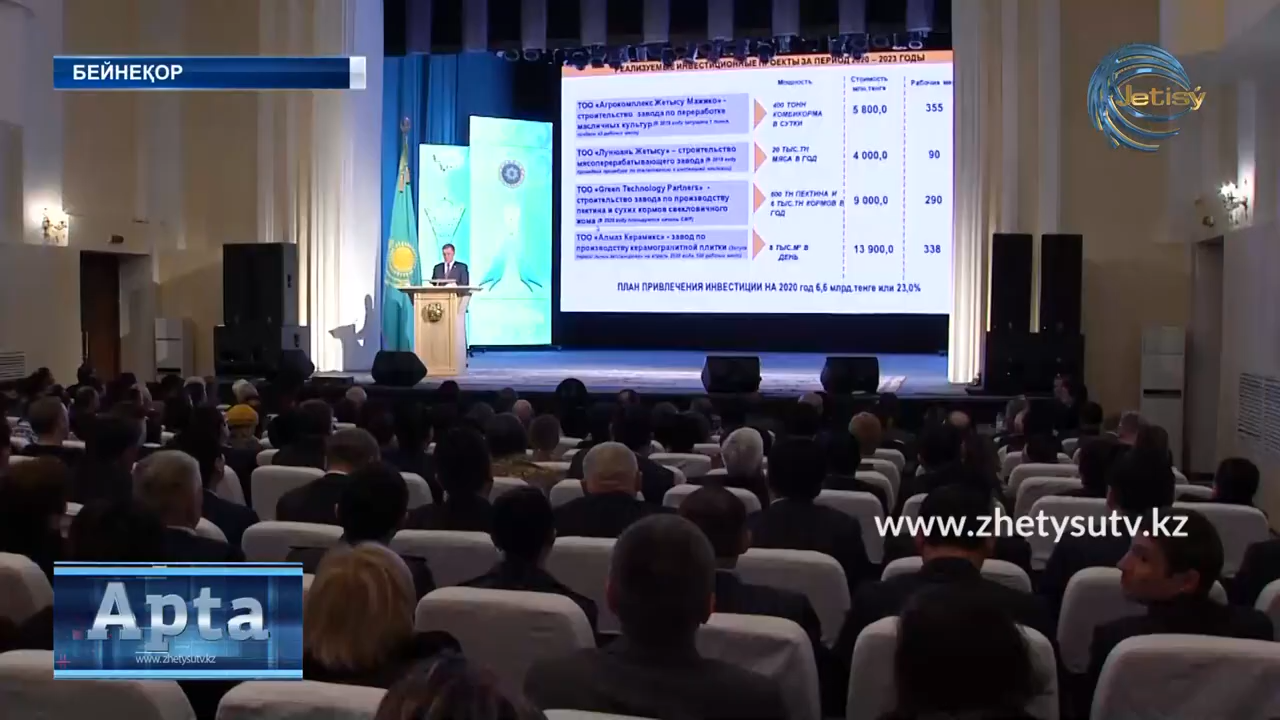 БЕЙНЕҚОР
Jetisý
РЕАЛИЗУЕМЫЕ ИНВЕСТИЦИОННЫЕ ПРОЕКТЫ ЗА ПЕРИОД 2020 – 2023 ГОДЫ
Мощность
Стоимость
млн.тенге
Рабочие ме
ТОО «Агрокомплекс Жетысу Мажико» -
строительство завода по переработке
масличных культур
400 ТОНН
КОМБИКОРМА
В СУТКИ
5 800,0
355
ТОО «Лунюань Жетысу» – строительство
мясоперерабатывающего завода
20 ТЫС.ТН
МЯСА В ГОД
4 000,0
90
ТОО «Green Technology Partners» -
строительство завода по производству
пектина и сухих кормов свекловичного
жома
600 ТН ПЕКТИНА И
6 ТЫС.ТН КОРМОВ В
ГОД
9 000,0
290
ТОО «Алмаз Керамикс» - завод по
производству керамогранитной плитки
8 ТЫС.М² В
ДЕНЬ
13 900,0
338
ПЛАН ПРИВЛЕЧЕНИЯ ИНВЕСТИЦИИ НА 2020 год 6,6 млрд.тенге или 23,0%
www.zhetysutv.kz
Арта
www.zhetysutv.kz